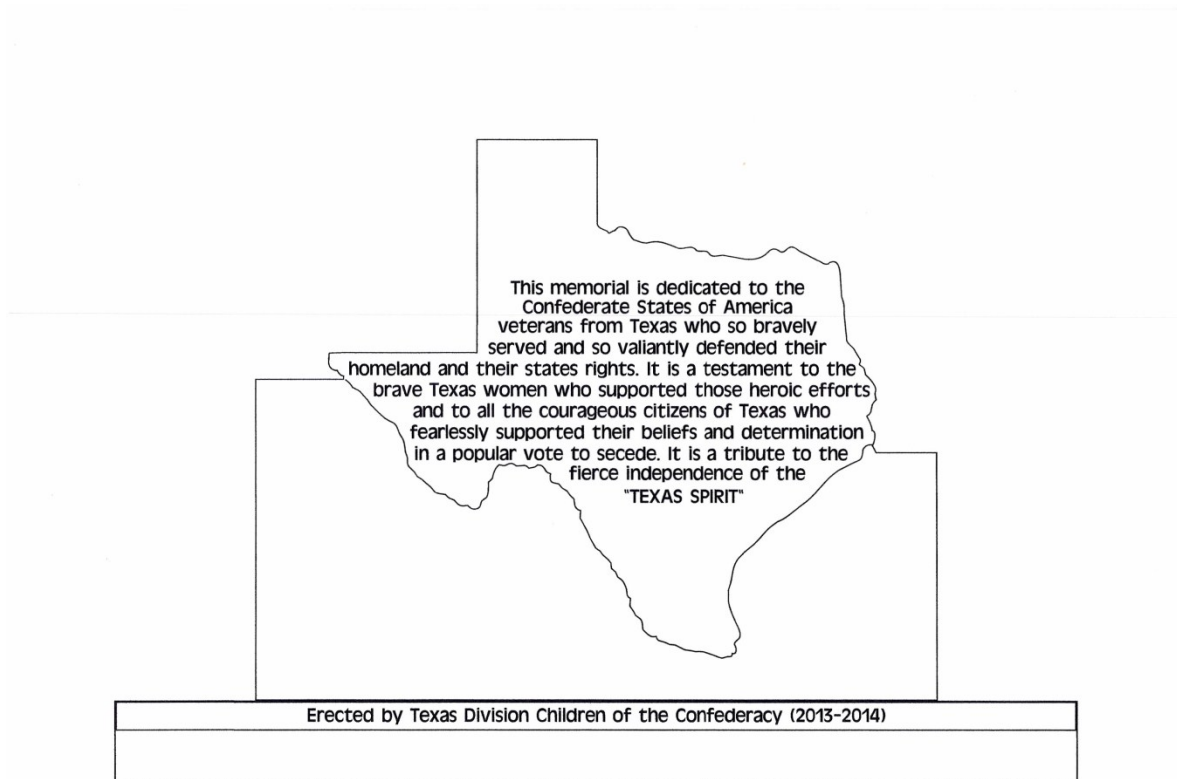 This memorial is dedicated to the
Confederate States of America
veterans from Texas who so bravely
served and so valiantly defended their
homeland and their states rights. It is a testament to the
brave Texas women who supported those heroic efforts
and to all the courageous citizens of Texas who
fearlessly supported their beliefs and determination
in a popular vote to secede. It is a tribute to the
fierce independence of the
"TEXAS SPIRIT"
Erected by Texas Division Children of the Confederacy (2013-2014)